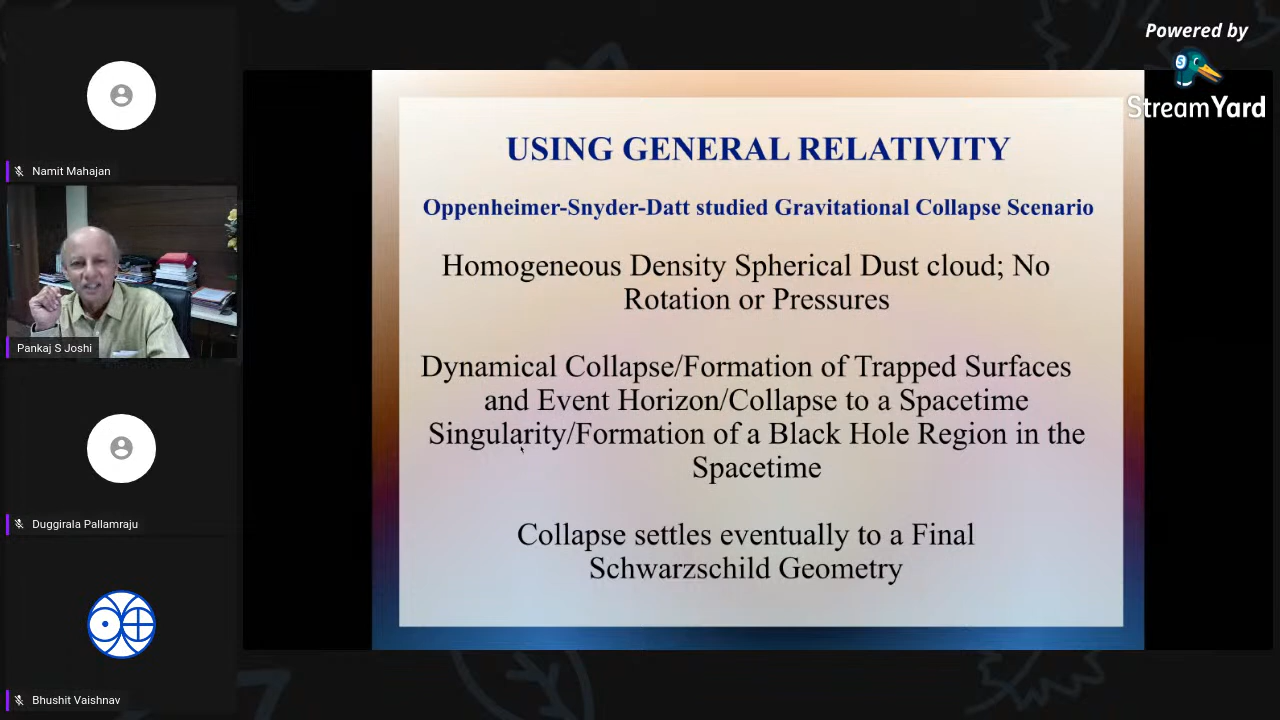 Powered by
StreamYard
Namit Mahajan
Pankaj S Joshi
Duggirala Pallamraju
Bhushit Vaishnav
USING GENERAL RELATIVITY
Oppenheimer-Snyder-Datt studied Gravitational Collapse Scenario
Homogeneous Density Spherical Dust cloud; No
Rotation or Pressures
Dynamical Collapse/Formation of Trapped Surfaces
and Event Horizon/Collapse to a Spacetime
Singularity/Formation of a Black Hole Region in the
Spacetime
Collapse settles eventually to a Final
Schwarzschild Geometry